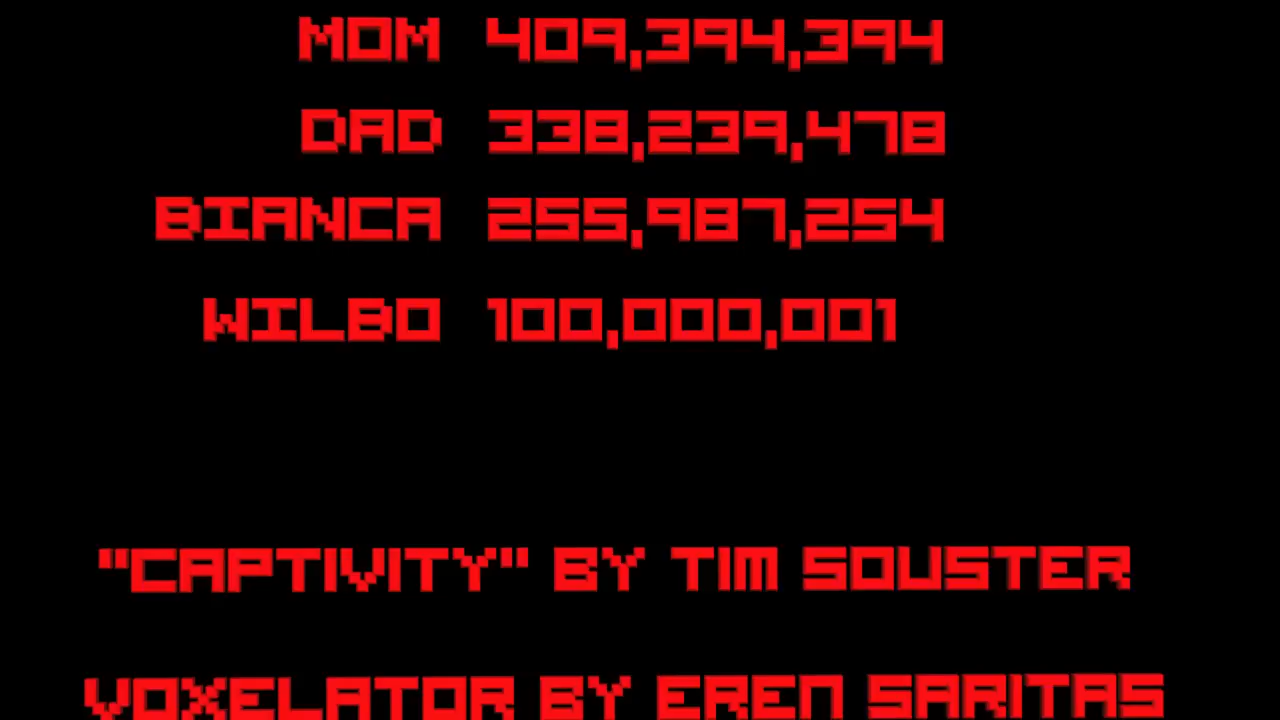 MOM 409,394,394
DAD 338,239,478
BIANCA 255,987,254
WILBO 100,000,001
"CAPTIVITY" BY TIM SOUSTER
VOXELATOR BY EREN SARITAS